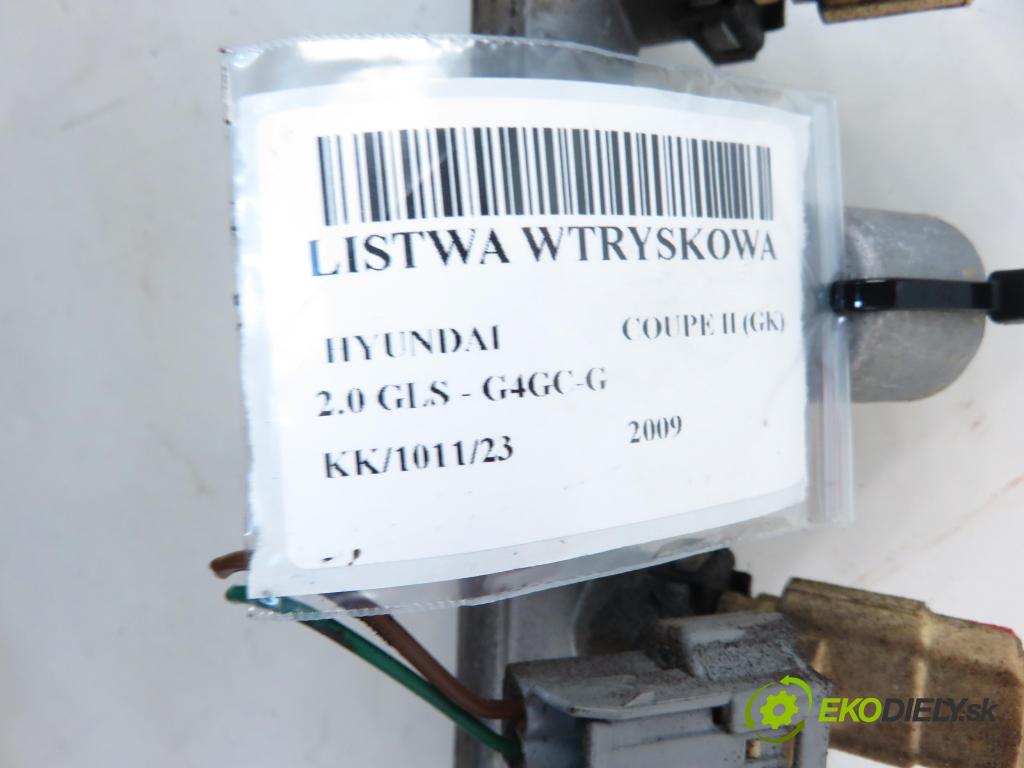 LISTWA WTRYSKOWA
HYUNDAI COUPE II (GK)
2.0 GLS - G4GC-G
KK/1011/23 2009
EKODIELY.sk